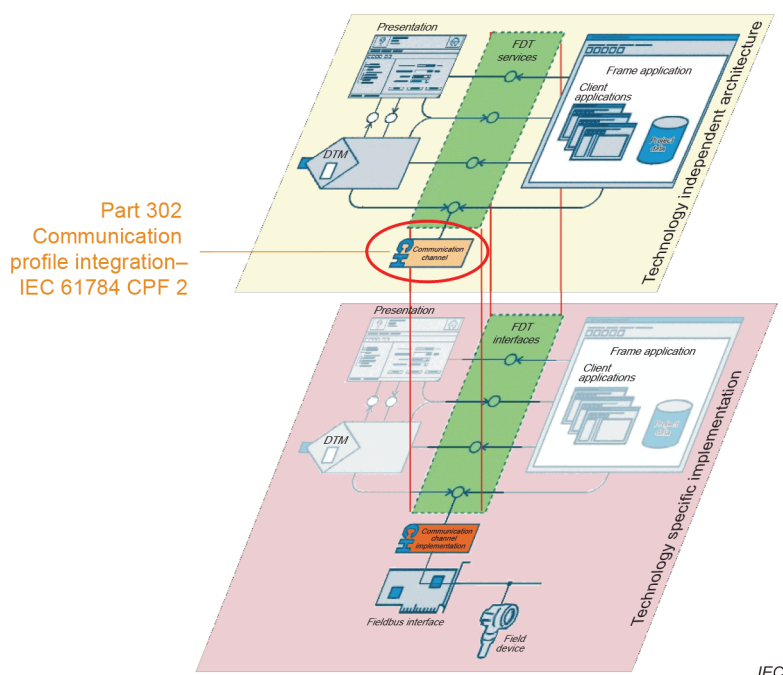 Presentation
FDT
services
Frame application
Client
applications
Project
data
DTM
Technology independent architecture
Part 302
Communication
profile integration–
IEC 61784 CPF 2
Communication
channel
Presentation
FDT
interfaces
Frame application
Client
applications
Project
data
DTM
Technology specific implementation
Communication
channel
implementation
Fieldbus interface
Field
device
IEC